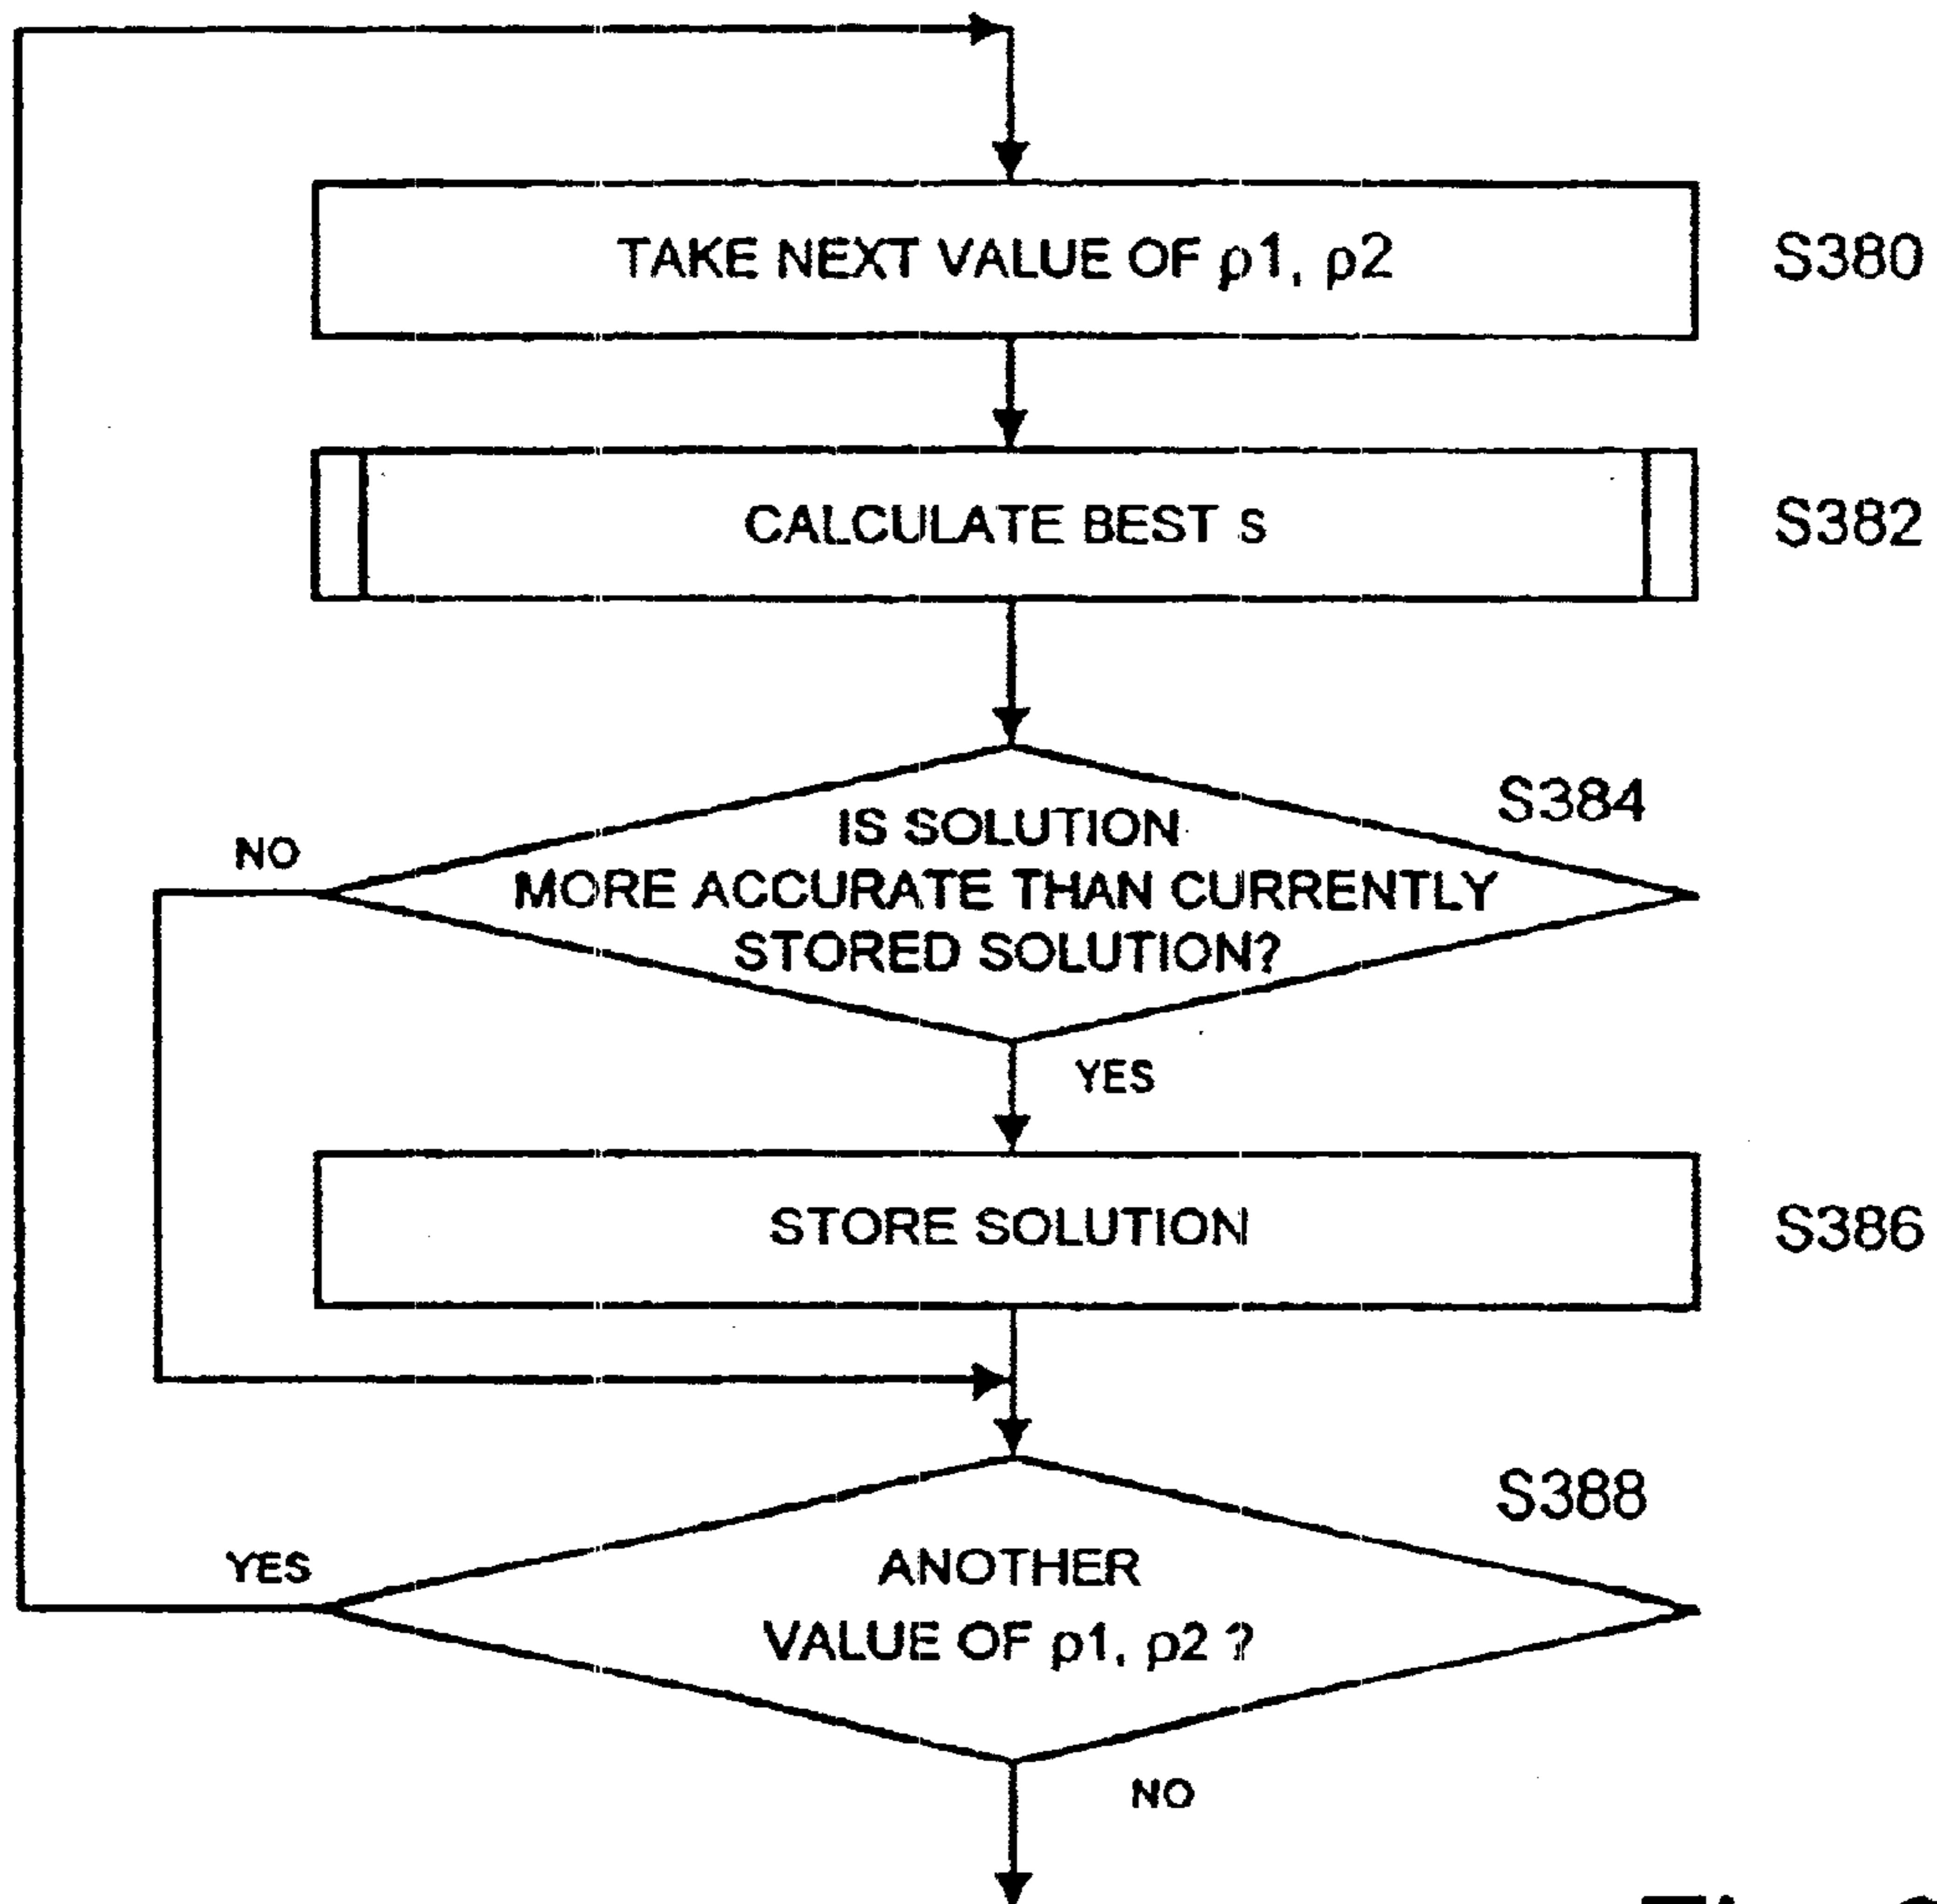 TAKE NEXT VALUE OF ρ1, ρ2
S380
CALCULATE BEST s
S382
S384
IS SOLUTION
MORE ACCURATE THAN CURRENTLY
STORED SOLUTION?
NO
YES
STORE SOLUTION
S386
S388
ANOTHER
VALUE OF ρ1, ρ2 ?
YES
NO